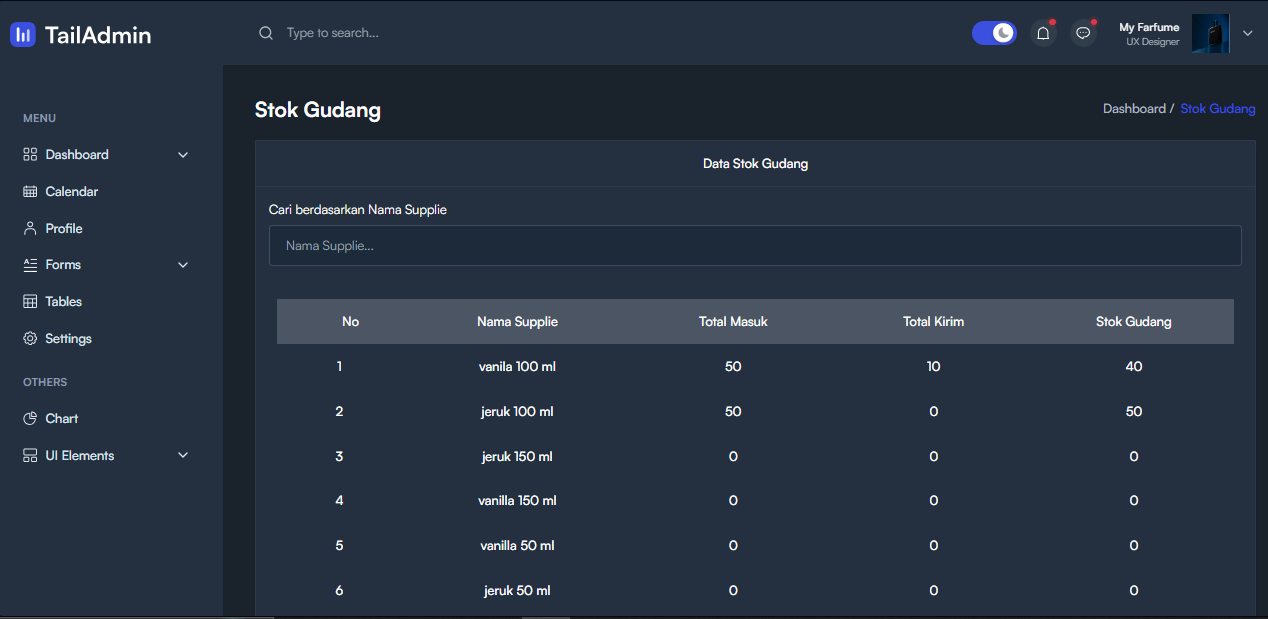 TailAdmin
Type to search...
My Farfume
UX Designer
MENU
Dashboard
Calendar
Profile
Forms
Tables
Settings
OTHERS
Chart
UI Elements
Stok Gudang
Dashboard / Stok Gudang
Data Stok Gudang
Cari berdasarkan Nama Supplie
Nama Supplie...
No Nama Supplie Total Masuk Total Kirim Stok Gudang
1 vanila 100 ml 50 10 40
2 jeruk 100 ml 50 0 50
3 jeruk 150 ml 0 0 0
4 vanilla 150 ml 0 0 0
5 vanilla 50 ml 0 0 0
6 jeruk 50 ml 0 0 0